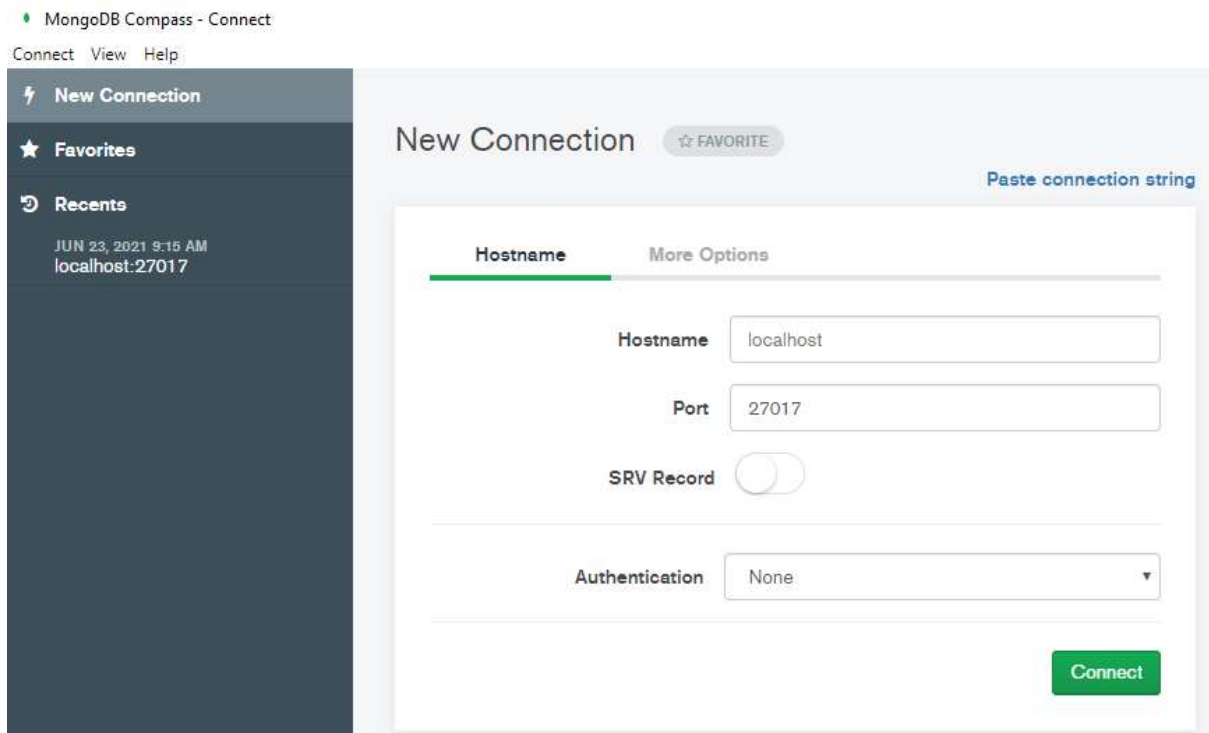 MongoDB Compass - Connect
Connect View Help
New Connection
Favorites
Recents
JUN 23, 2021 9:15 AM
localhost:27017
New Connection
FAVORITE
Paste connection string
Hostname
More Options
Hostname
localhost
Port
27017
SRV Record
Authentication
None
Connect